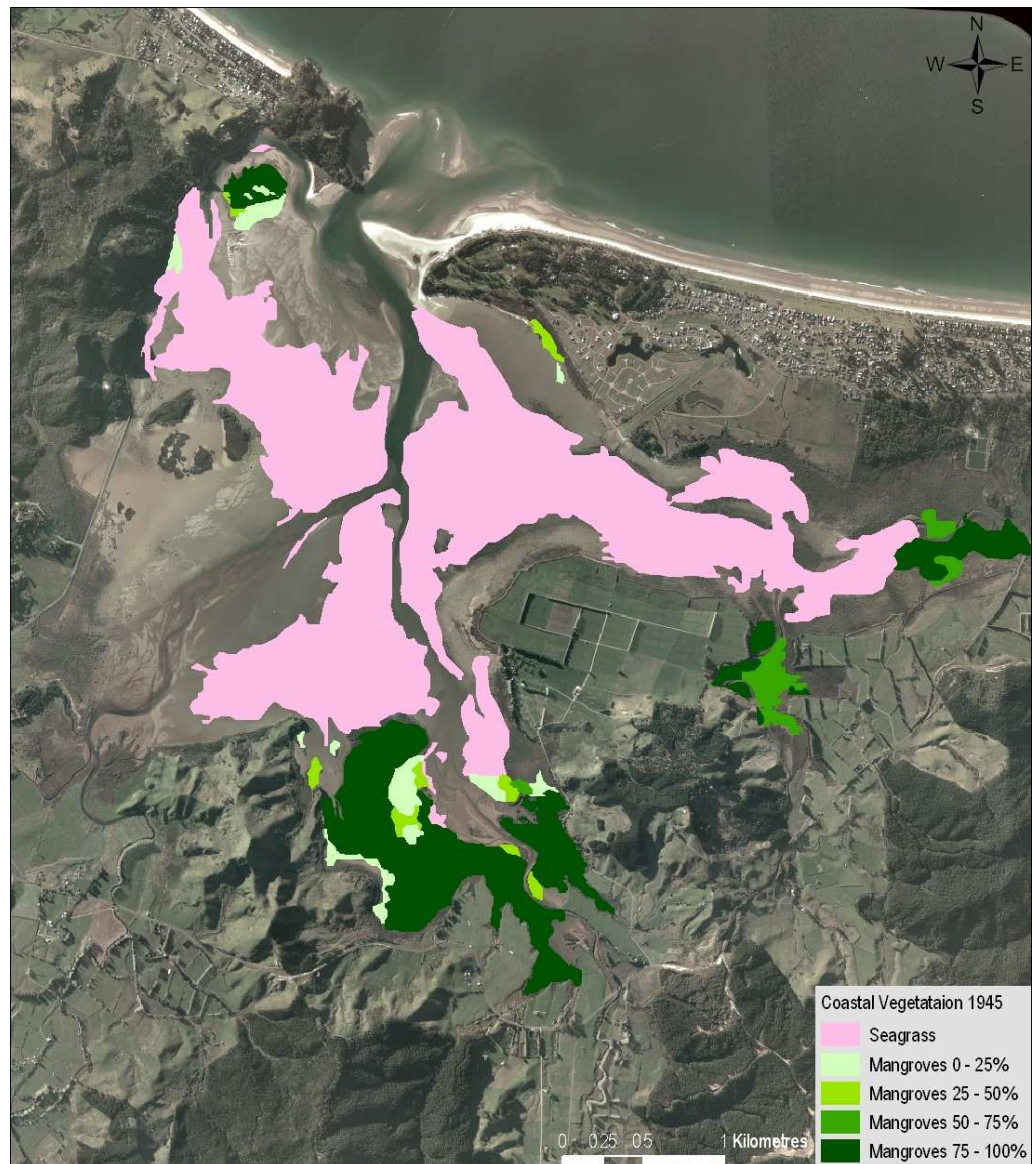 N
W E
S
Coastal Vegetataion 1945
Seagrass
Mangroves 0 - 25%
Mangroves 25 - 50%
Mangroves 50 - 75%
Mangroves 75 - 100%
0 0.25 0.5 1 Kilometres